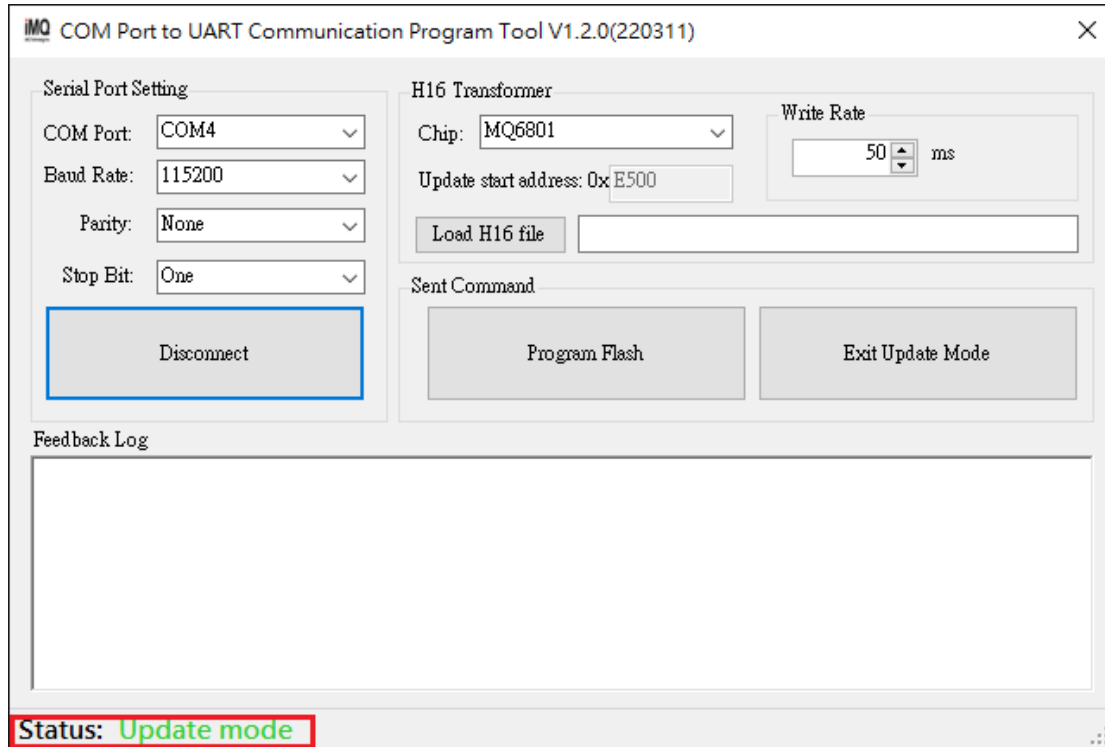 iMQ COM Port to UART Communication Program Tool V1.2.0(220311)
Serial Port Setting
COM Port: COM4
Baud Rate: 115200
Parity: None
Stop Bit: One
Disconnect
H16 Transformer
Chip: MQ6801
Update start address: 0x E500
Write Rate
50 ms
Load H16 file
Sent Command
Program Flash
Exit Update Mode
Feedback Log
Status: Update mode